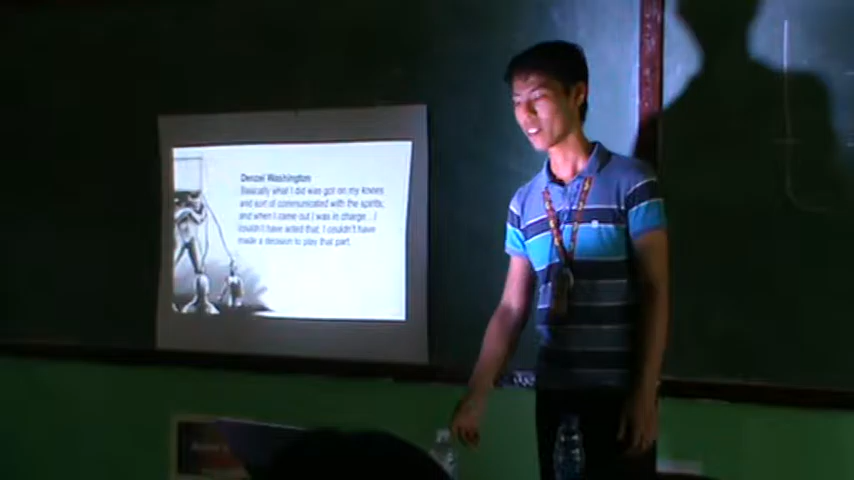 Denzel Washington
Basically what I did was got on my knees
and sort of communicated with the spirits;
and when I came out I was in charge... I
couldn't have acted that; I couldn't have
made a decision to play that part.